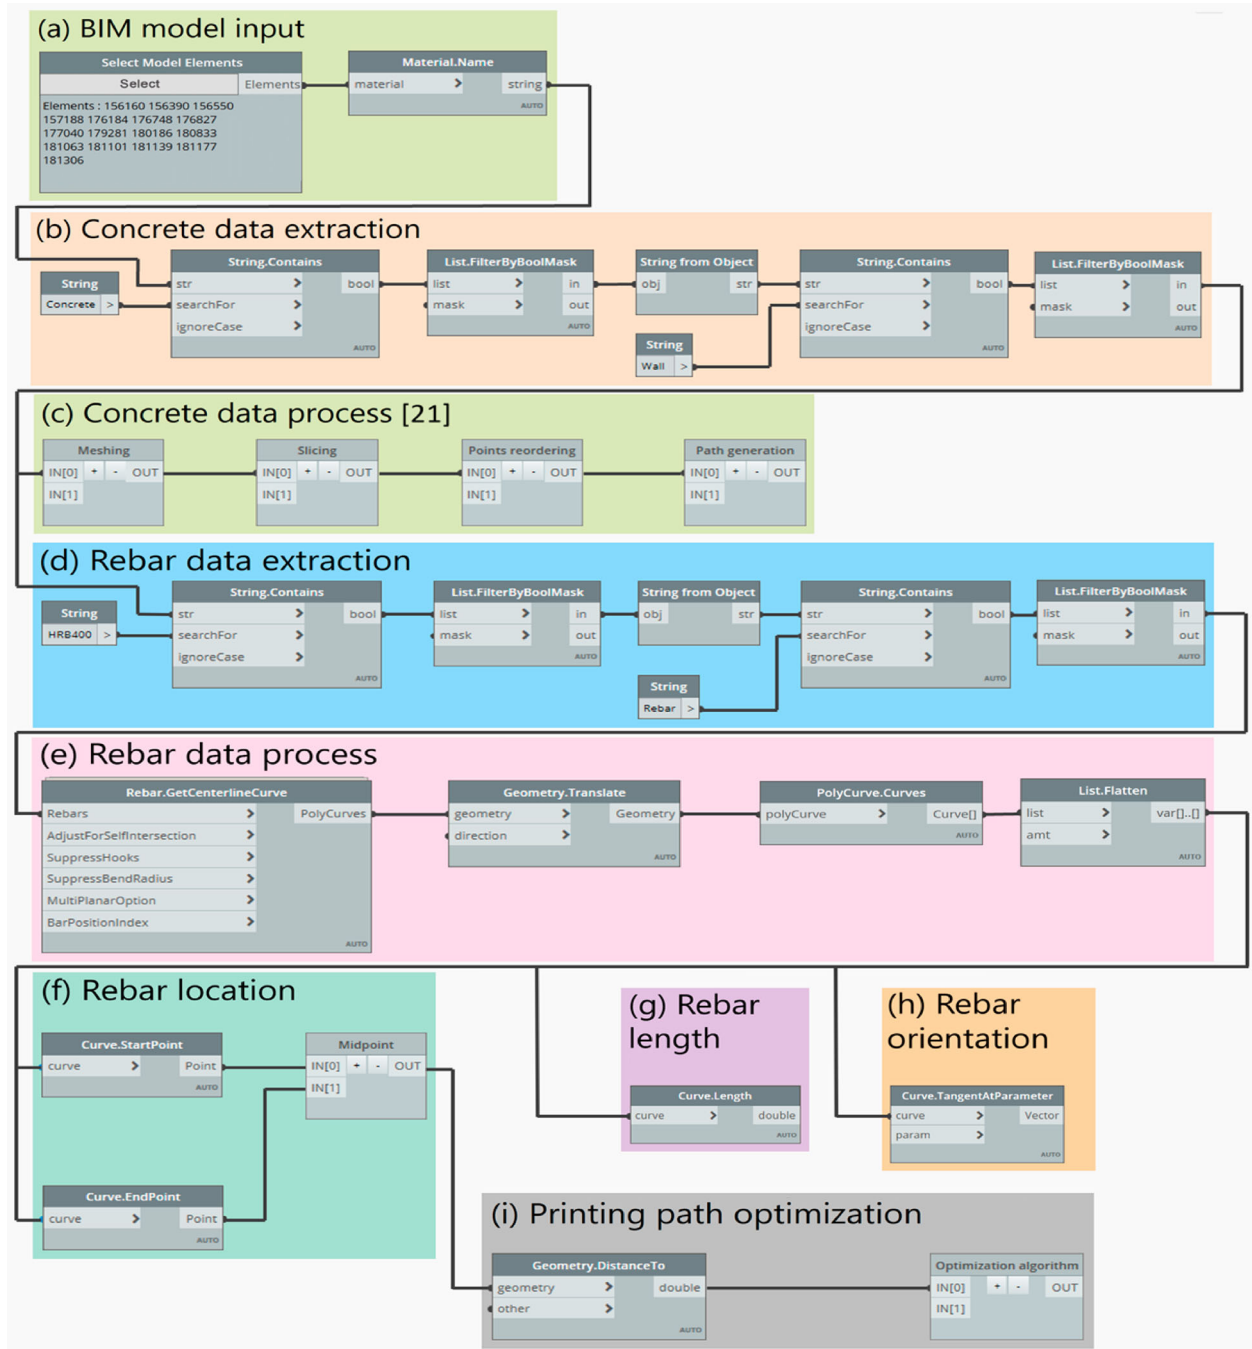 (a) BIM model input
Select Model Elements
Select
Elements
Elements : 156160 156390 156550
157188 176184 176748 176827
177040 179281 180186 180833
181063 181101 181139 181177
181306
Material.Name
material >
string
AUTO
(b) Concrete data extraction
String
Concrete >
String.Contains
str >
bool
searchFor >
ignoreCase >
AUTO
List.FilterByBoolMask
list >
in
mask >
out
AUTO
String from Object
obj
str
String
Wall >
String.Contains
str >
bool
searchFor >
ignoreCase >
AUTO
List.FilterByBoolMask
list >
in
mask >
out
AUTO
(c) Concrete data process [21]
Meshing
IN[0] + - OUT
IN[1]
Slicing
IN[0] + - OUT
IN[1]
Points reordering
IN[0] + - OUT
IN[1]
Path generation
IN[0] + - OUT
IN[1]
(d) Rebar data extraction
String
HRB400 >
String.Contains
str >
bool
searchFor >
ignoreCase >
AUTO
List.FilterByBoolMask
list >
in
mask >
out
AUTO
String from Object
obj
str
String
Rebar >
String.Contains
str >
bool
searchFor >
ignoreCase >
AUTO
List.FilterByBoolMask
list >
in
mask >
out
AUTO
(e) Rebar data process
Rebar.GetCenterlineCurve
Rebars >
PolyCurves
AdjustForSelfIntersection >
SuppressHooks >
SuppressBendRadius >
MultiPlanarOption >
BarPositionIndex >
AUTO
Geometry.Translate
geometry >
Geometry
direction >
AUTO
PolyCurve.Curves
polyCurve >
Curve[]
AUTO
List.Flatten
list >
var[]..[]
amt >
AUTO
(f) Rebar location
Curve.StartPoint
curve >
Point
AUTO
Midpoint
IN[0] + - OUT
IN[1]
Curve.EndPoint
curve >
Point
AUTO
(g) Rebar
length
Curve.Length
curve >
double
AUTO
(h) Rebar
orientation
Curve.TangentAtParameter
curve >
Vector
param >
AUTO
(i) Printing path optimization
Geometry.DistanceTo
geometry >
double
other >
AUTO
Optimization algorithm
IN[0] + - OUT
IN[1]